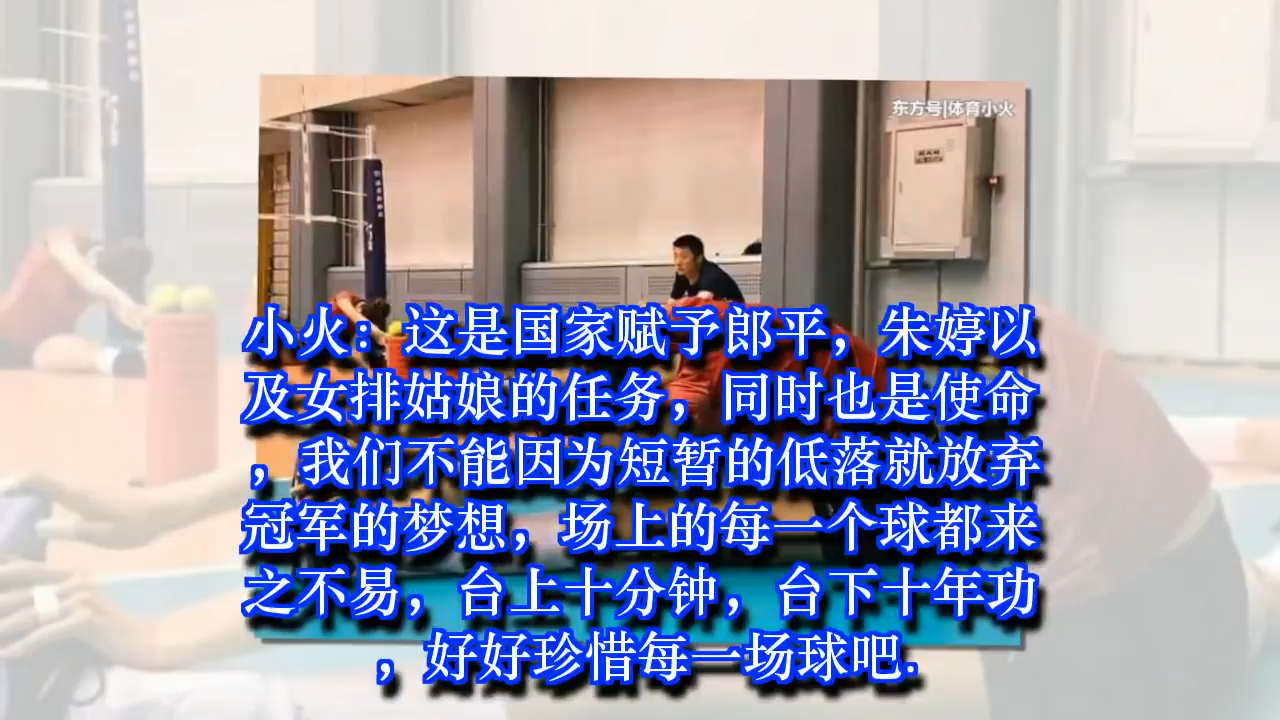 东方号|体育小火
小火：这是国家赋予郎平，朱婷以
及女排姑娘的任务，同时也是使命
，我们不能因为短暂的低落就放弃
冠军的梦想，场上的每一个球都来
之不易，台上十分钟，台下十年功
，好好珍惜每一场球吧.